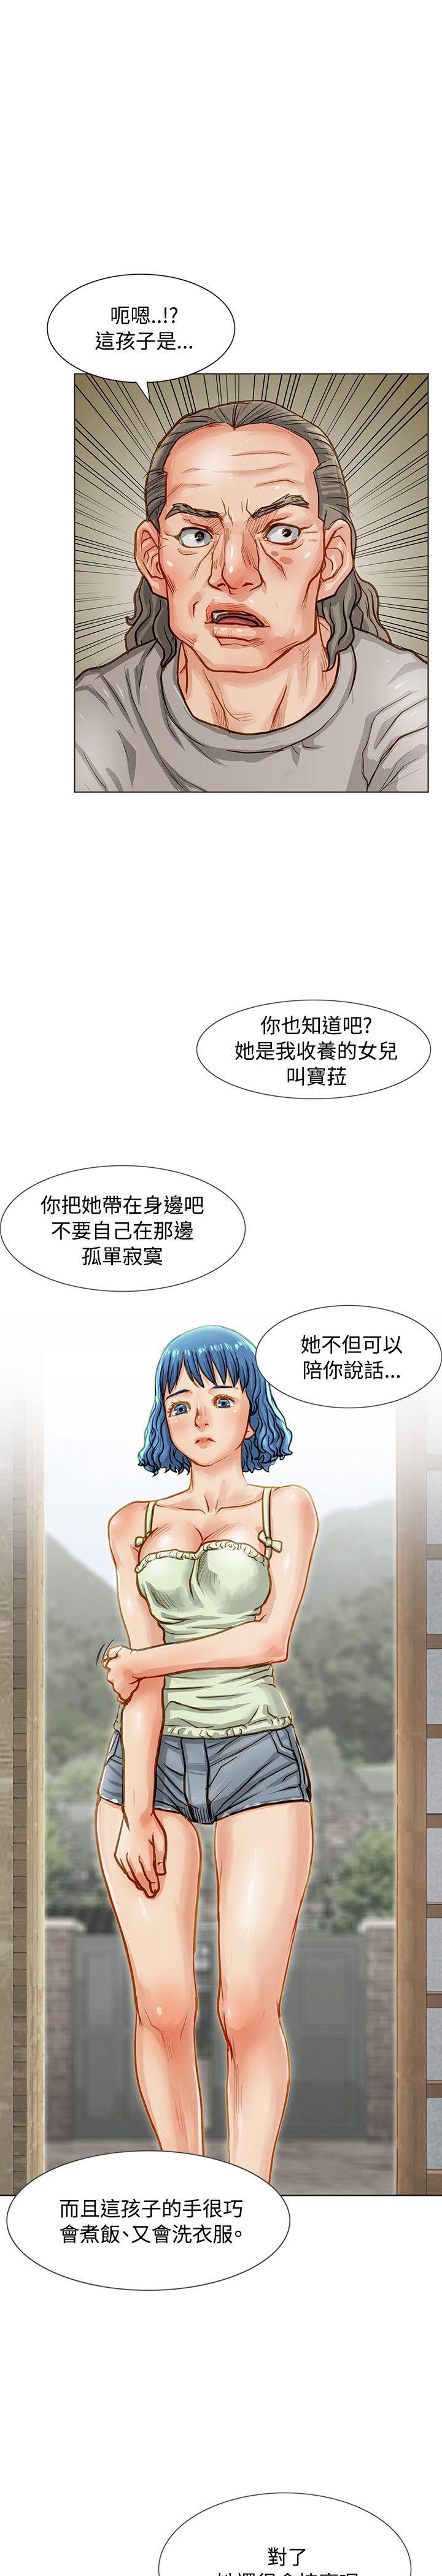 呃嗯..!?
這孩子是...
你也知道吧?
她是我收養的女兒
叫寶菈
你把她帶在身邊吧
不要自己在那邊
孤單寂寞
她不但可以
陪你說話...
而且這孩子的手很巧
會煮飯、又會洗衣服。
對了